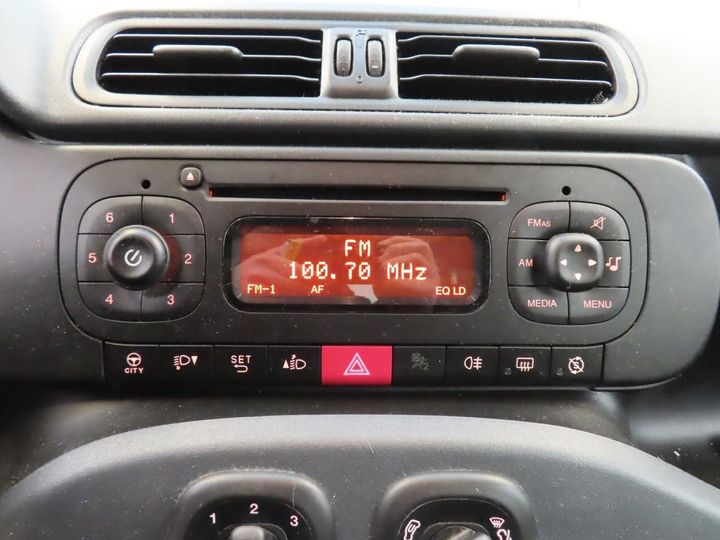 6 1
5 2
4 3
FM
100.70 MHz
FM-1 AF EQ LD
FMAS
AM
MEDIA MENU
CITY
SET
2
1 2 3